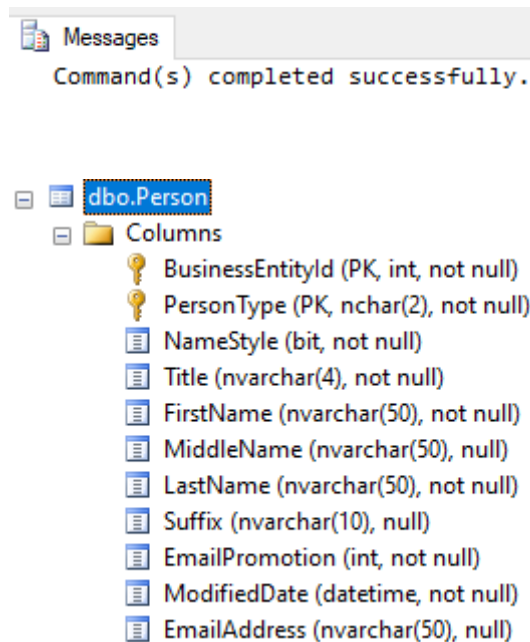 Messages
Command(s) completed successfully.
dbo.Person
Columns
BusinessEntityId (PK, int, not null)
PersonType (PK, nchar(2), not null)
NameStyle (bit, not null)
Title (nvarchar(4), not null)
FirstName (nvarchar(50), not null)
MiddleName (nvarchar(50), null)
LastName (nvarchar(50), not null)
Suffix (nvarchar(10), null)
EmailPromotion (int, not null)
ModifiedDate (datetime, not null)
EmailAddress (nvarchar(50), null)